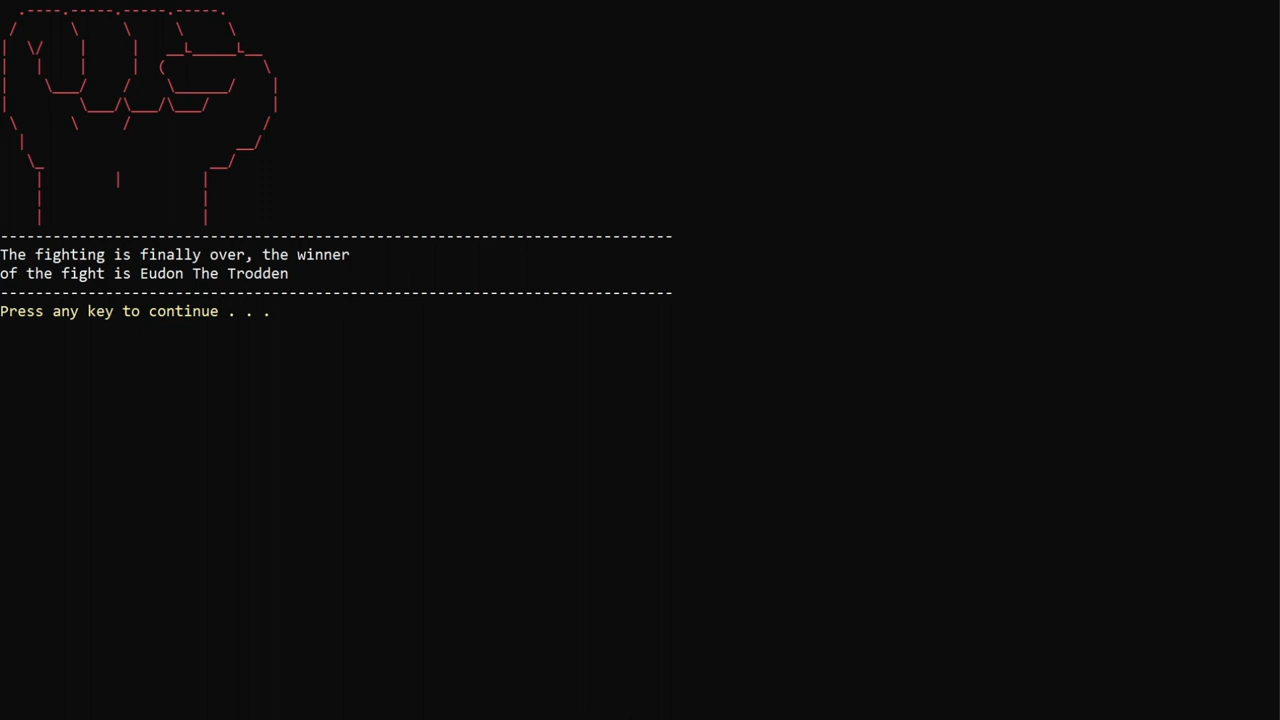 The fighting is finally over, the winner
of the fight is Eudon The Trodden
Press any key to continue . . .